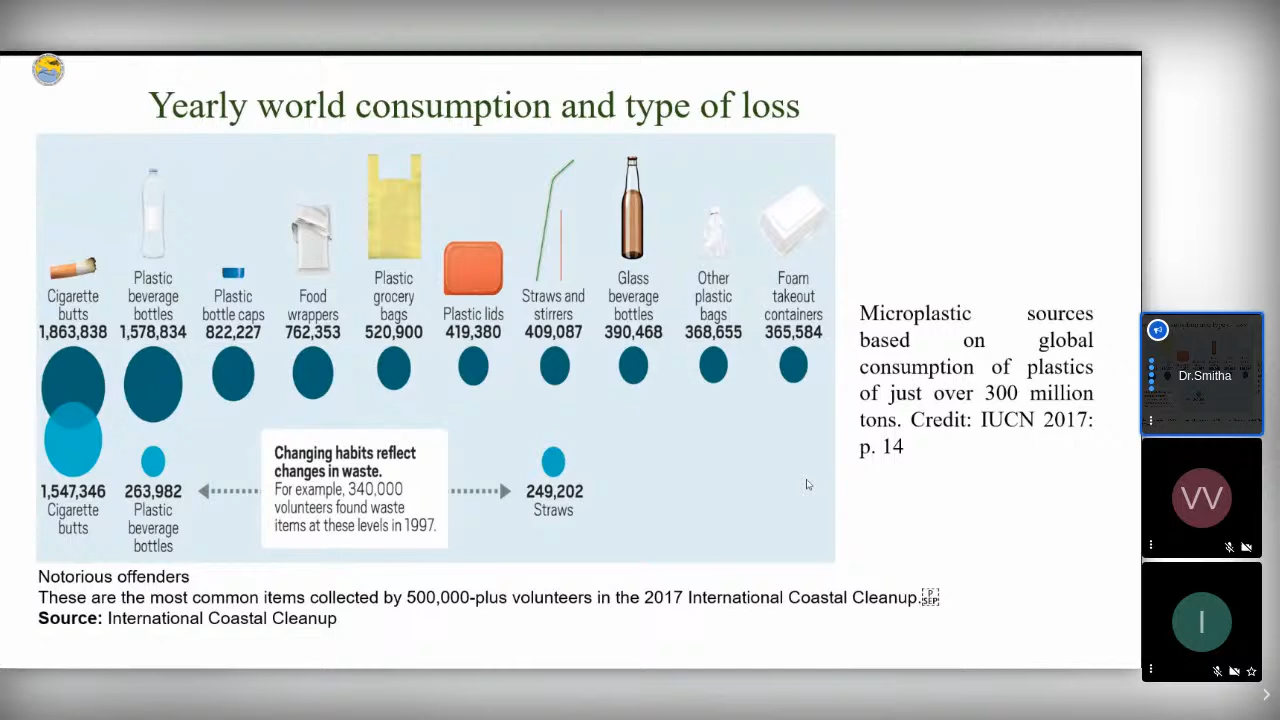 Yearly world consumption and type of loss
Cigarette
butts
1,863,838
Plastic
beverage
bottles
1,578,834
Plastic
bottle caps
822,227
Food
wrappers
762,353
Plastic
grocery
bags
520,900
Plastic lids
419,380
Straws and
stirrers
409,087
Glass
beverage
bottles
390,468
Other
plastic
bags
368,655
Foam
takeout
containers
365,584
1,547,346
Cigarette
butts
263,982
Plastic
beverage
bottles
Changing habits reflect
changes in waste.
For example, 340,000
volunteers found waste
items at these levels in 1997.
249,202
Straws
Microplastic sources
based on global
consumption of plastics
of just over 300 million
tons. Credit: IUCN 2017:
p. 14
Notorious offenders
These are the most common items collected by 500,000-plus volunteers in the 2017 International Coastal Cleanup.
Source: International Coastal Cleanup
Dr.Smitha
VV
I